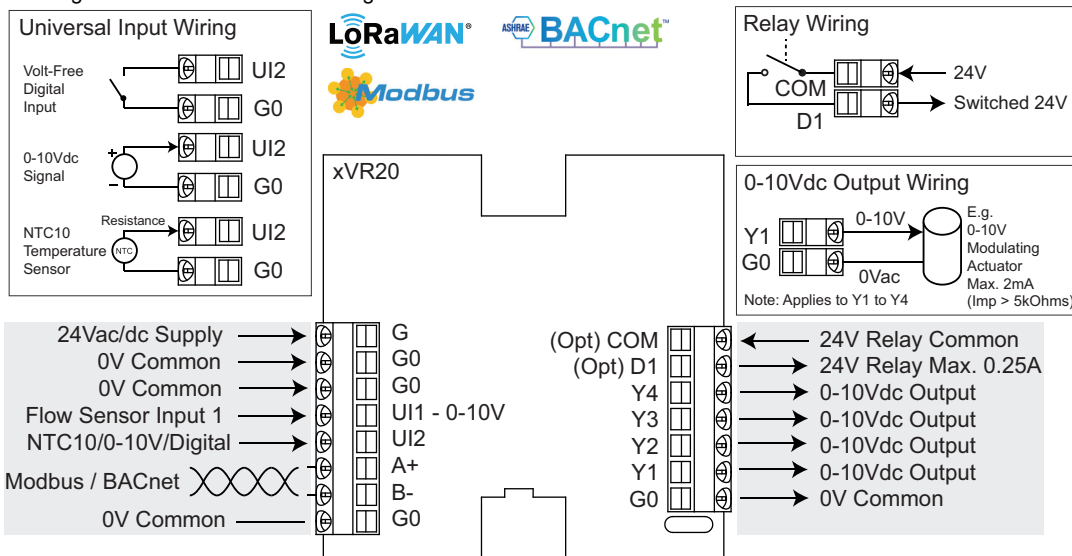 Universal Input Wiring
Volt-Free
Digital
Input
UI2
G0
0-10Vdc
Signal
+
−
UI2
G0
NTC10
Temperature
Sensor
Resistance
NTC
UI2
G0
LoRaWAN®
ASHRAE BACnet™
Modbus
Relay Wiring
COM
D1
24V
Switched 24V
0-10Vdc Output Wiring
Y1
G0
0-10V
0Vac
E.g.
0-10V
Modulating
Actuator
Max. 2mA
(Imp > 5kOhms)
Note: Applies to Y1 to Y4
xVR20
24Vac/dc Supply G
0V Common G0
0V Common G0
Flow Sensor Input 1 UI1 - 0-10V
NTC10/0-10V/Digital UI2
Modbus / BACnet A+
B-
0V Common G0
(Opt) COM 24V Relay Common
(Opt) D1 24V Relay Max. 0.25A
Y4 0-10Vdc Output
Y3 0-10Vdc Output
Y2 0-10Vdc Output
Y1 0-10Vdc Output
G0 0V Common